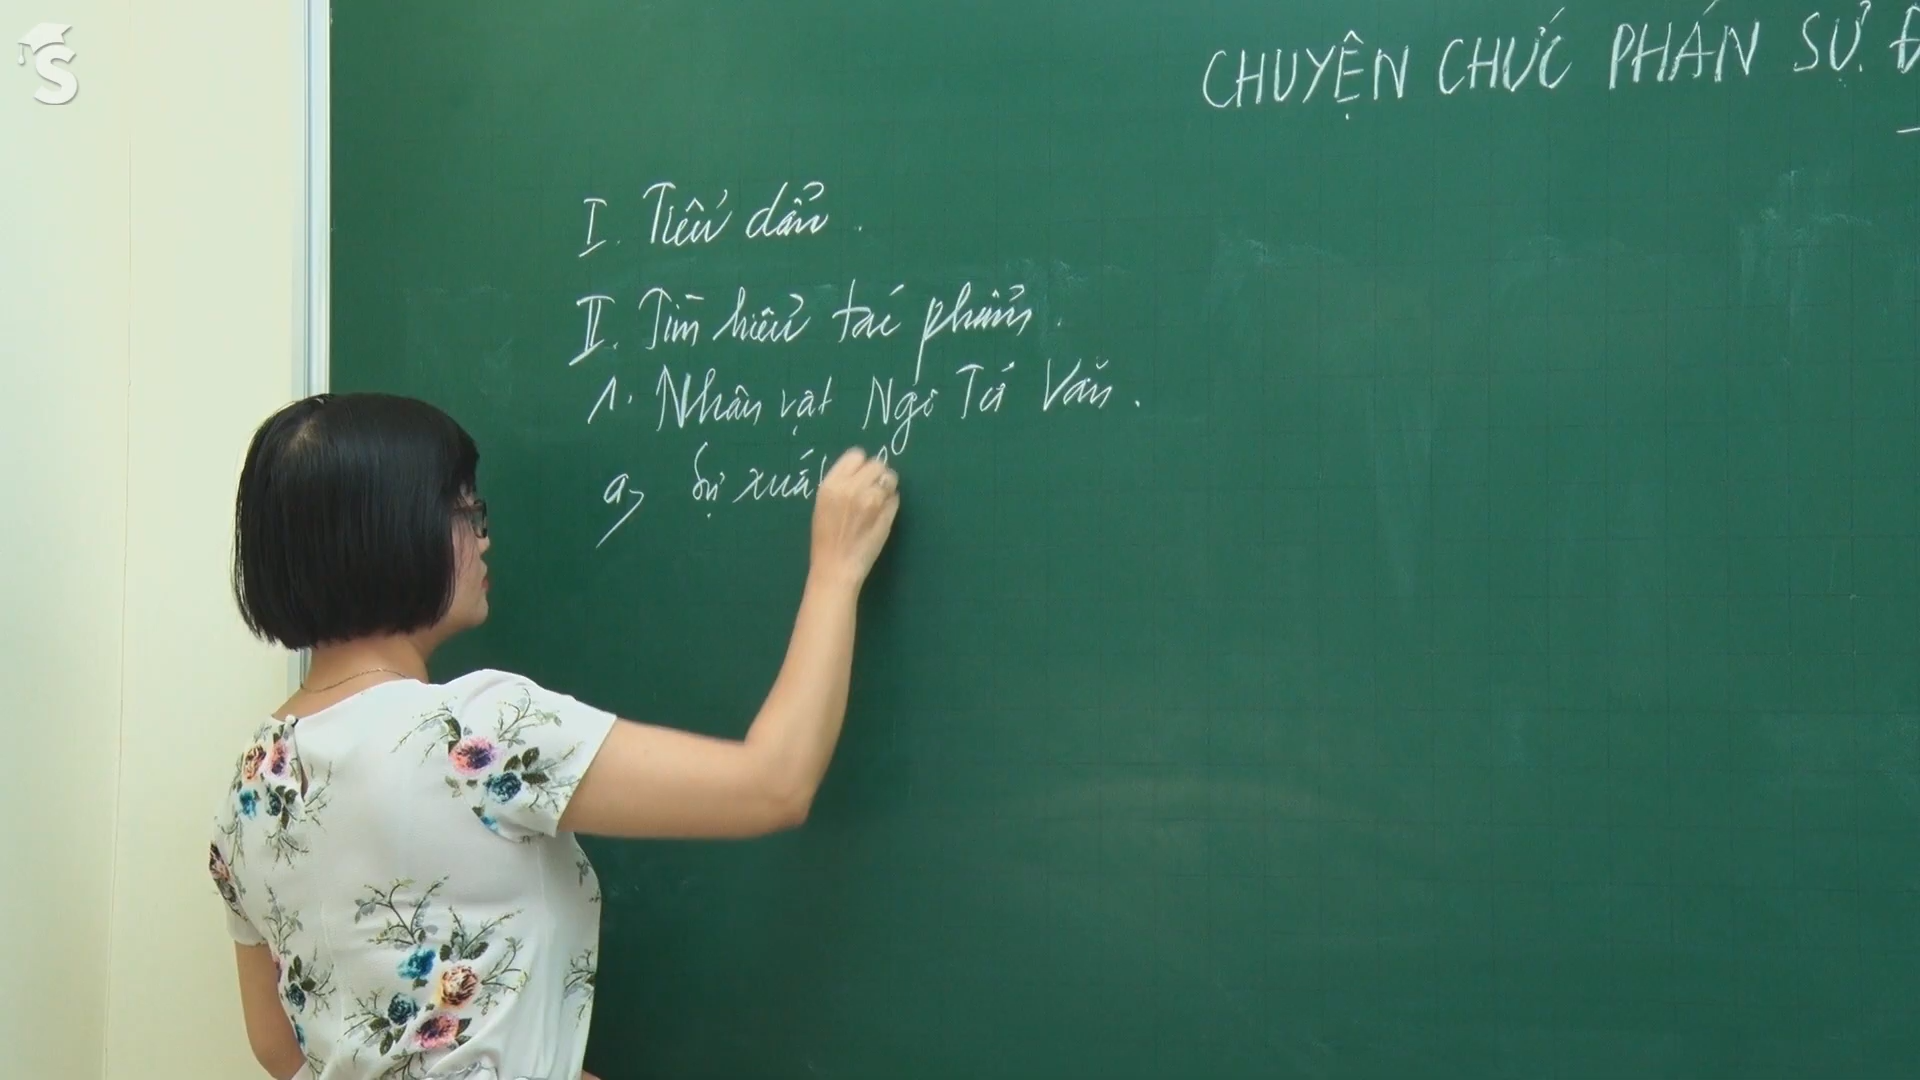 CHUYỆN CHỨC PHÁN SỰ Đ
I. Tiểu dẫn.
II. Tìm hiểu tác phẩm.
1. Nhân vật Ngô Tử Văn.
a, Sự xuất